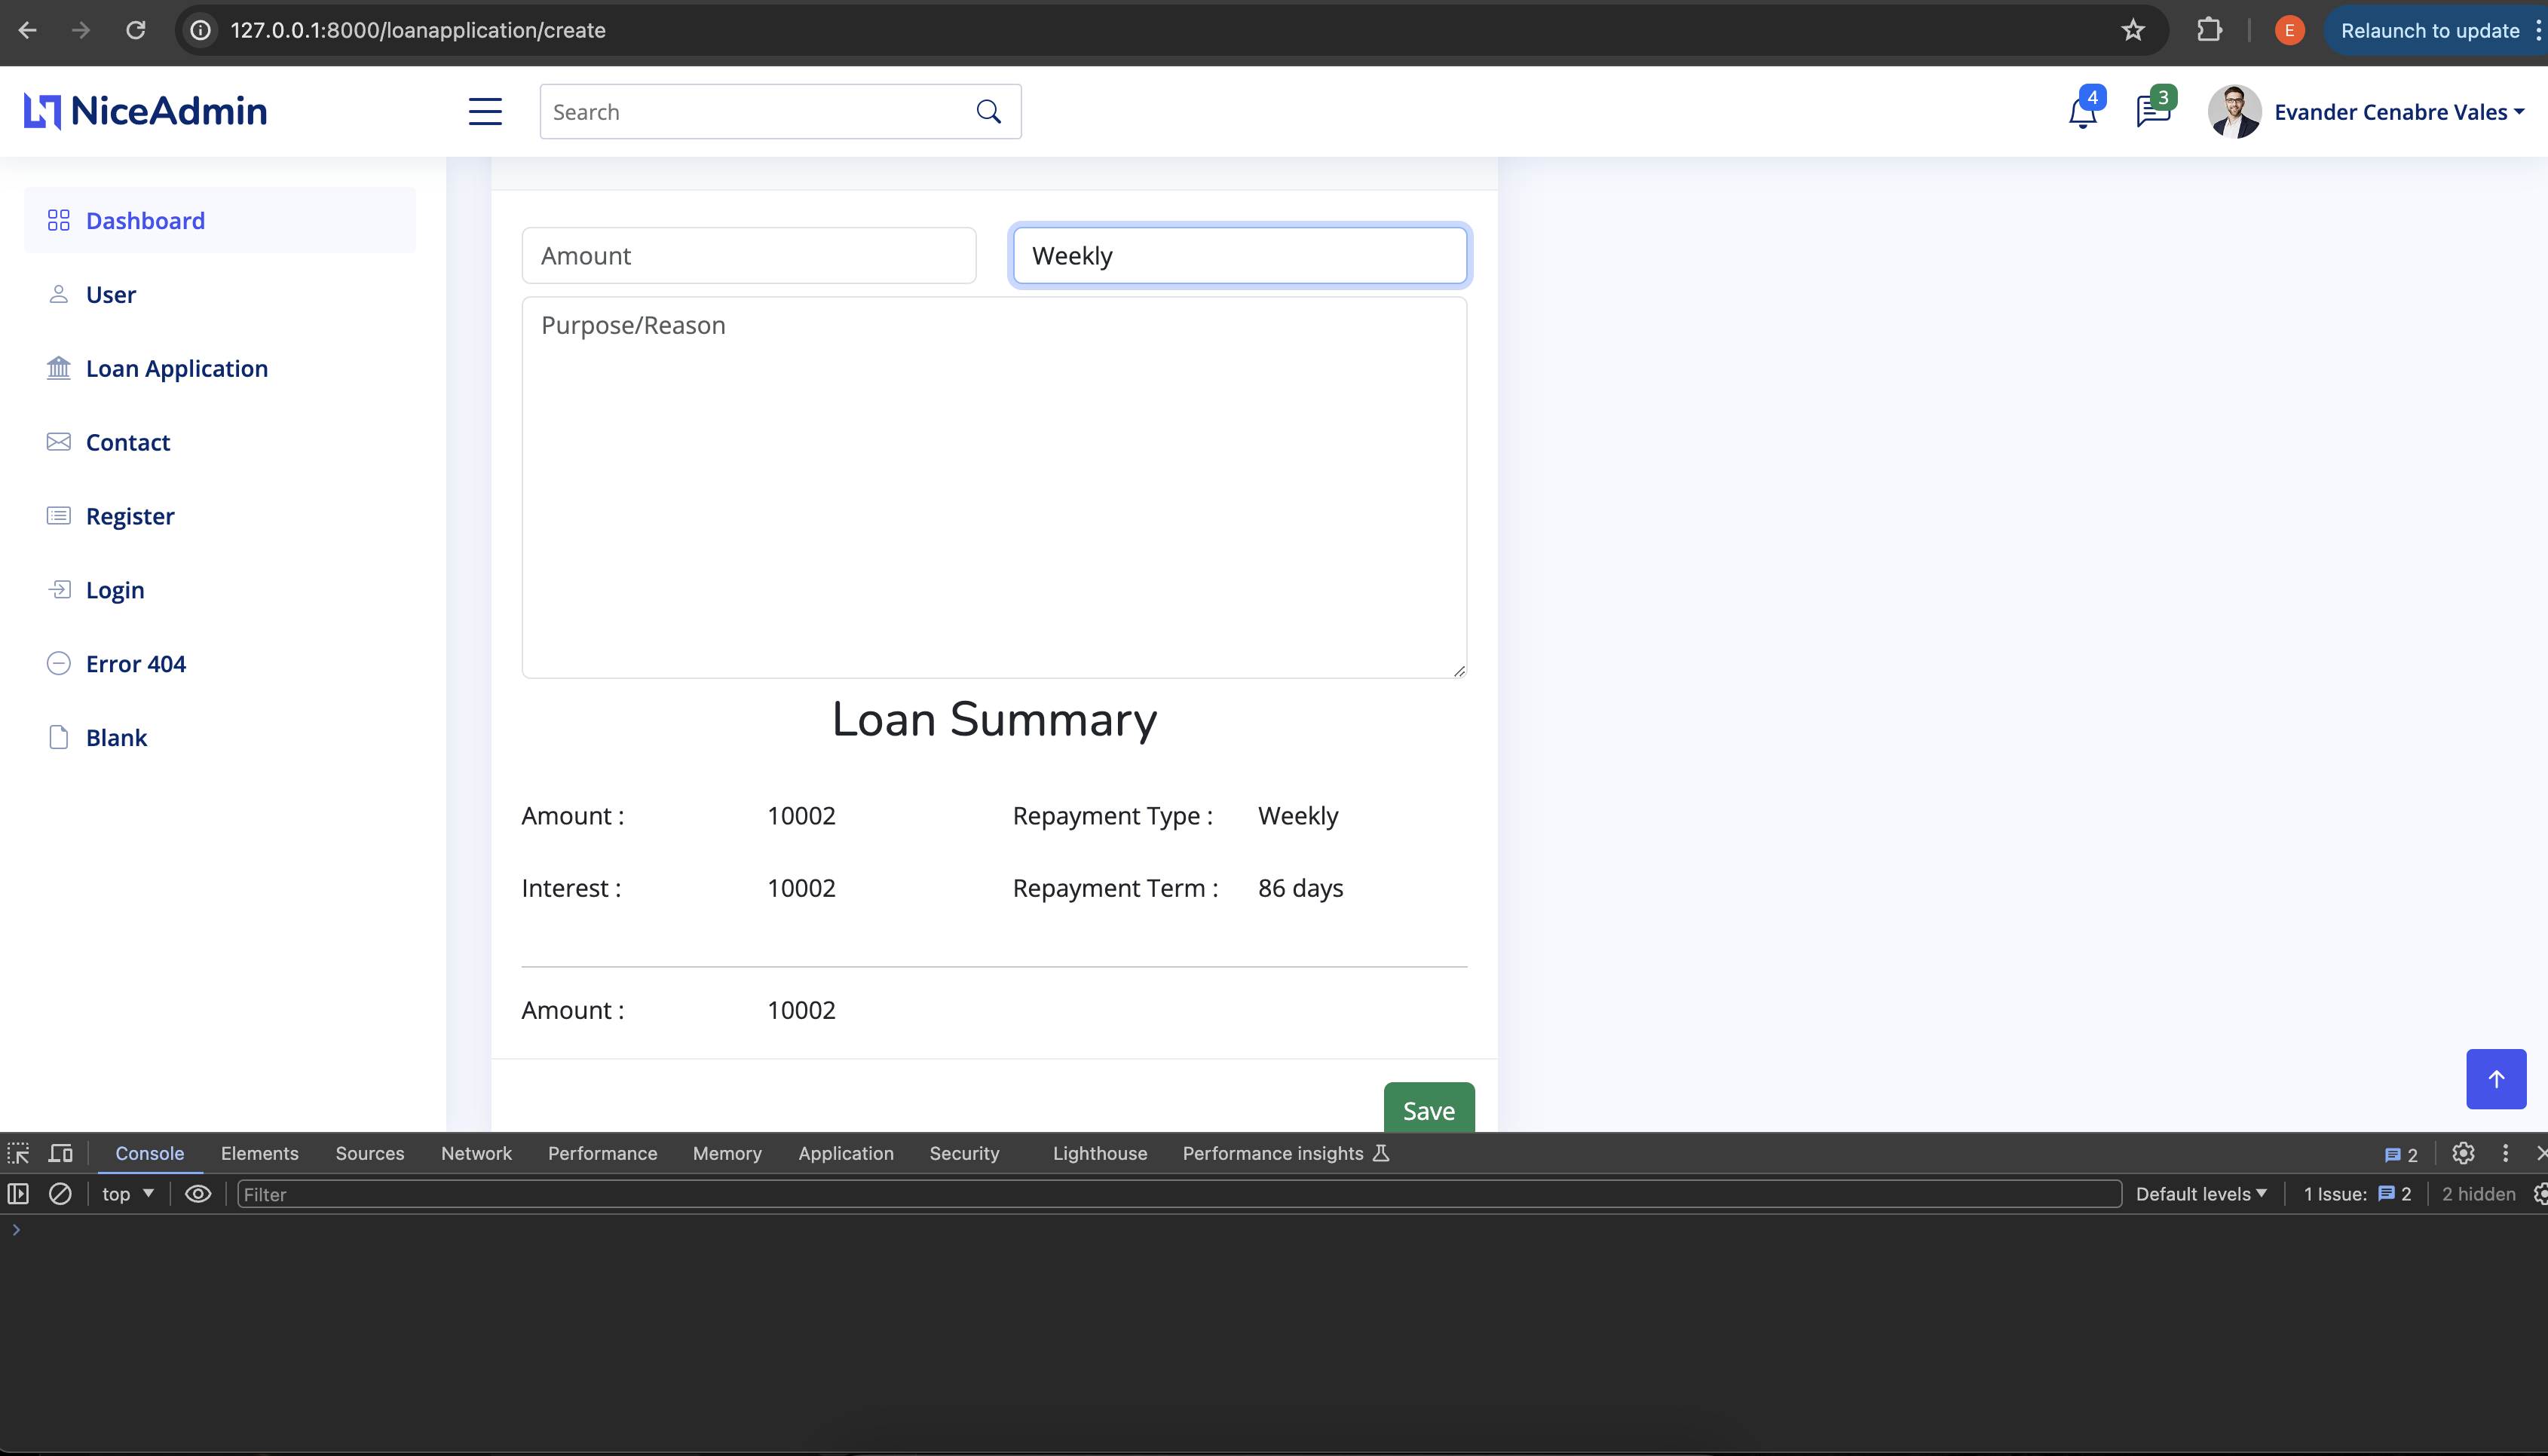 127.0.0.1:8000/loanapplication/create
E
Relaunch to update
NiceAdmin
Search
4
3
Evander Cenabre Vales
Dashboard
User
Loan Application
Contact
Register
Login
Error 404
Blank
Amount
Weekly
Purpose/Reason
Loan Summary
Amount : 10002 Repayment Type : Weekly
Interest : 10002 Repayment Term : 86 days
Amount : 10002
Save
Console Elements Sources Network Performance Memory Application Security Lighthouse Performance insights 2
top Filter Default levels 1 Issue: 2 2 hidden